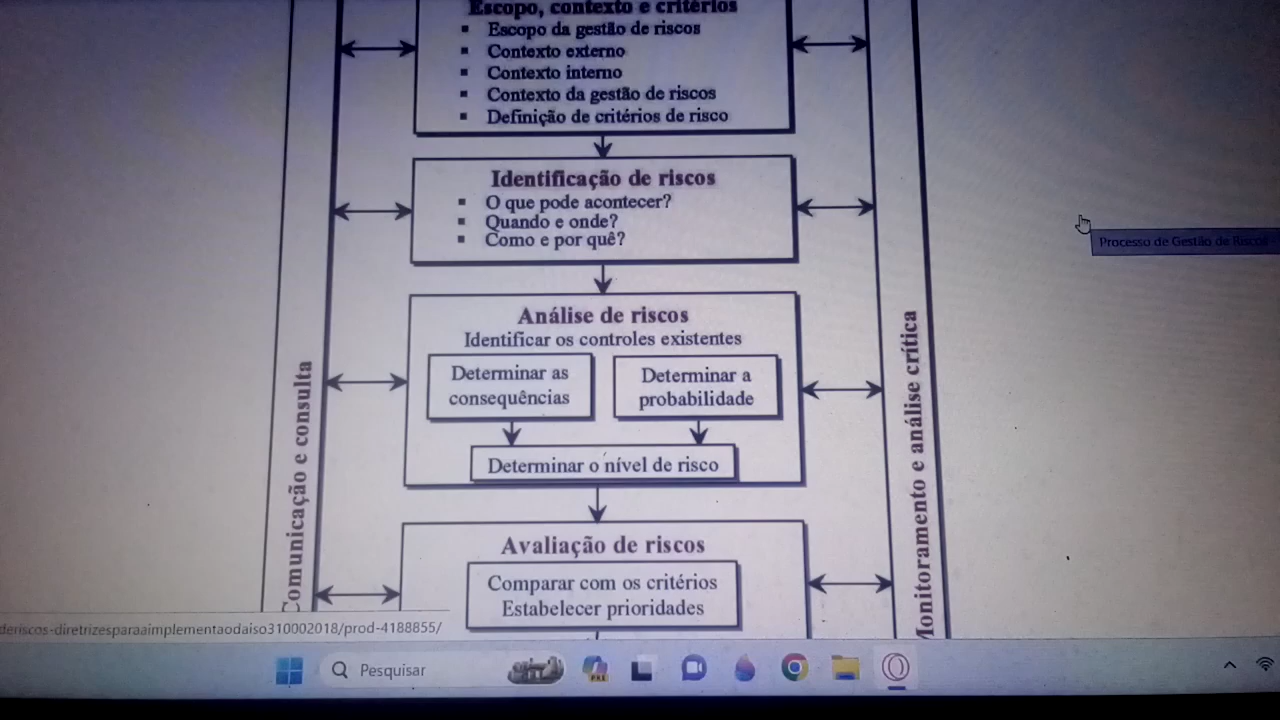 Escopo, contexto e critérios
▪ Escopo da gestão de riscos
▪ Contexto externo
▪ Contexto interno
▪ Contexto da gestão de riscos
▪ Definição de critérios de risco
Identificação de riscos
▪ O que pode acontecer?
▪ Quando e onde?
▪ Como e por quê?
Processo de Gestão de Riscos
Análise de riscos
Identificar os controles existentes
Determinar as
consequências
Determinar a
probabilidade
Determinar o nível de risco
Avaliação de riscos
Comparar com os critérios
Estabelecer prioridades
Comunicação e consulta
Monitoramento e análise crítica
deriscos-diretrizesparaaimplementaodaiso310002018/prod-4188855/
Pesquisar
PRE